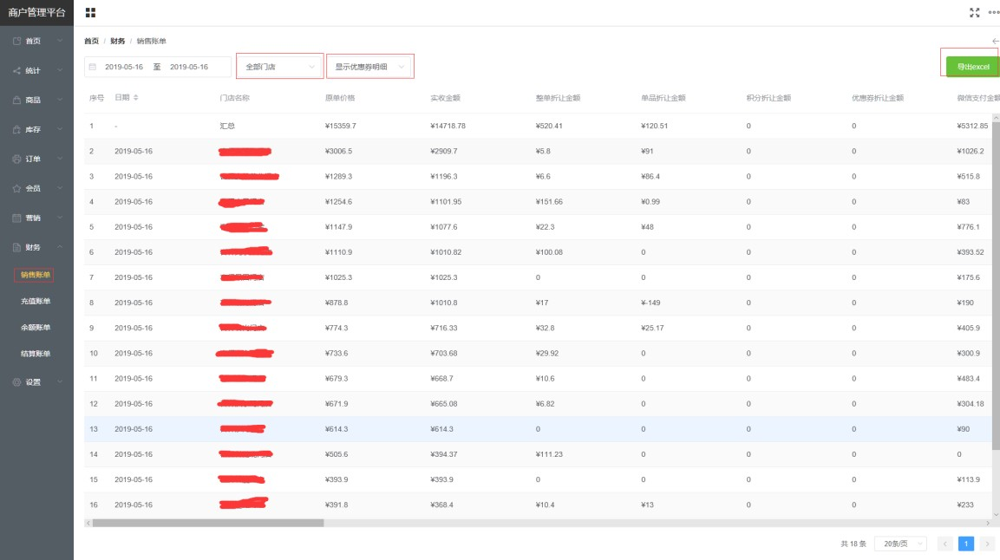 商户管理平台
首页
统计
商品
库存
订单
会员
营销
财务
销售账单
充值账单
余额账单
结算账单
设置
首页 / 财务 / 销售账单
2019-05-16 至 2019-05-16 全部门店 显示优惠券明细 导出excel
序号 日期 门店名称 原单价格 实收金额 整单折让金额 单品折让金额 积分折让金额 优惠券折让金额 微信支付金额
1 - 汇总 ¥15359.7 ¥14718.78 ¥520.41 ¥120.51 0 0 ¥5312.85
2 2019-05-16 ¥3006.5 ¥2909.7 ¥5.8 ¥91 0 0 ¥1026.2
3 2019-05-16 ¥1289.3 ¥1196.3 ¥6.6 ¥86.4 0 0 ¥515.8
4 2019-05-16 ¥1254.6 ¥1101.95 ¥151.66 ¥0.99 0 0 ¥83
5 2019-05-16 ¥1147.9 ¥1077.6 ¥22.3 ¥48 0 0 ¥776.1
6 2019-05-16 ¥1110.9 ¥1010.82 ¥100.08 0 0 0 ¥393.52
7 2019-05-16 ¥1025.3 ¥1025.3 0 0 0 0 ¥175.6
8 2019-05-16 ¥878.8 ¥1010.8 ¥17 ¥-149 0 0 ¥190
9 2019-05-16 ¥774.3 ¥716.33 ¥32.8 ¥25.17 0 0 ¥405.9
10 2019-05-16 ¥733.6 ¥703.68 ¥29.92 0 0 0 ¥300.9
11 2019-05-16 ¥679.3 ¥668.7 ¥10.6 0 0 0 ¥483.4
12 2019-05-16 ¥671.9 ¥665.08 ¥6.82 0 0 0 ¥304.18
13 2019-05-16 ¥614.3 ¥614.3 0 0 0 0 ¥90
14 2019-05-16 ¥505.6 ¥394.37 ¥111.23 0 0 0 0
15 2019-05-16 ¥393.9 ¥393.9 0 0 0 0 ¥113.9
16 2019-05-16 ¥391.8 ¥368.4 ¥10.4 ¥13 0 0 ¥233
共 18 条 20条/页 1